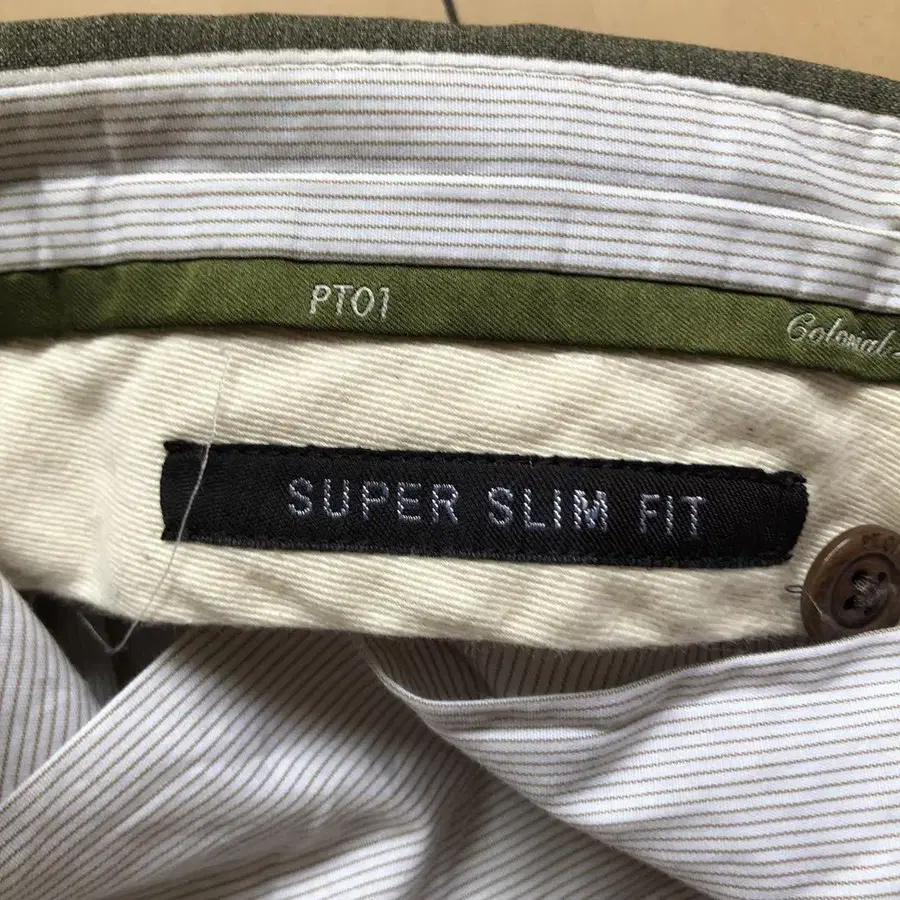 PT01
Colonial
SUPER SLIM FIT